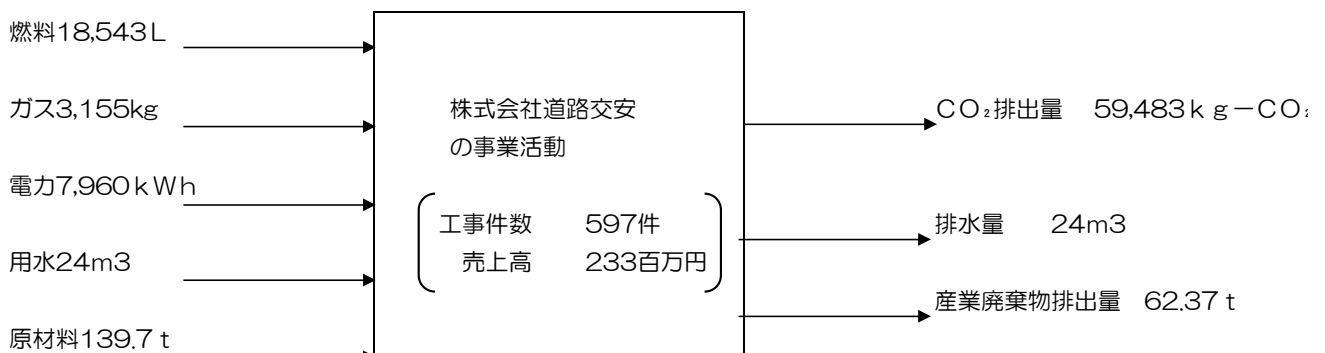 燃料18,543L
ガス3,155kg
電力7,960kWh
用水24m3
原材料139.7t
株式会社道路交安
の事業活動
工事件数 597件
売上高 233百万円
CO₂排出量 59,483kg-CO₂
排水量 24m3
産業廃棄物排出量 62.37t